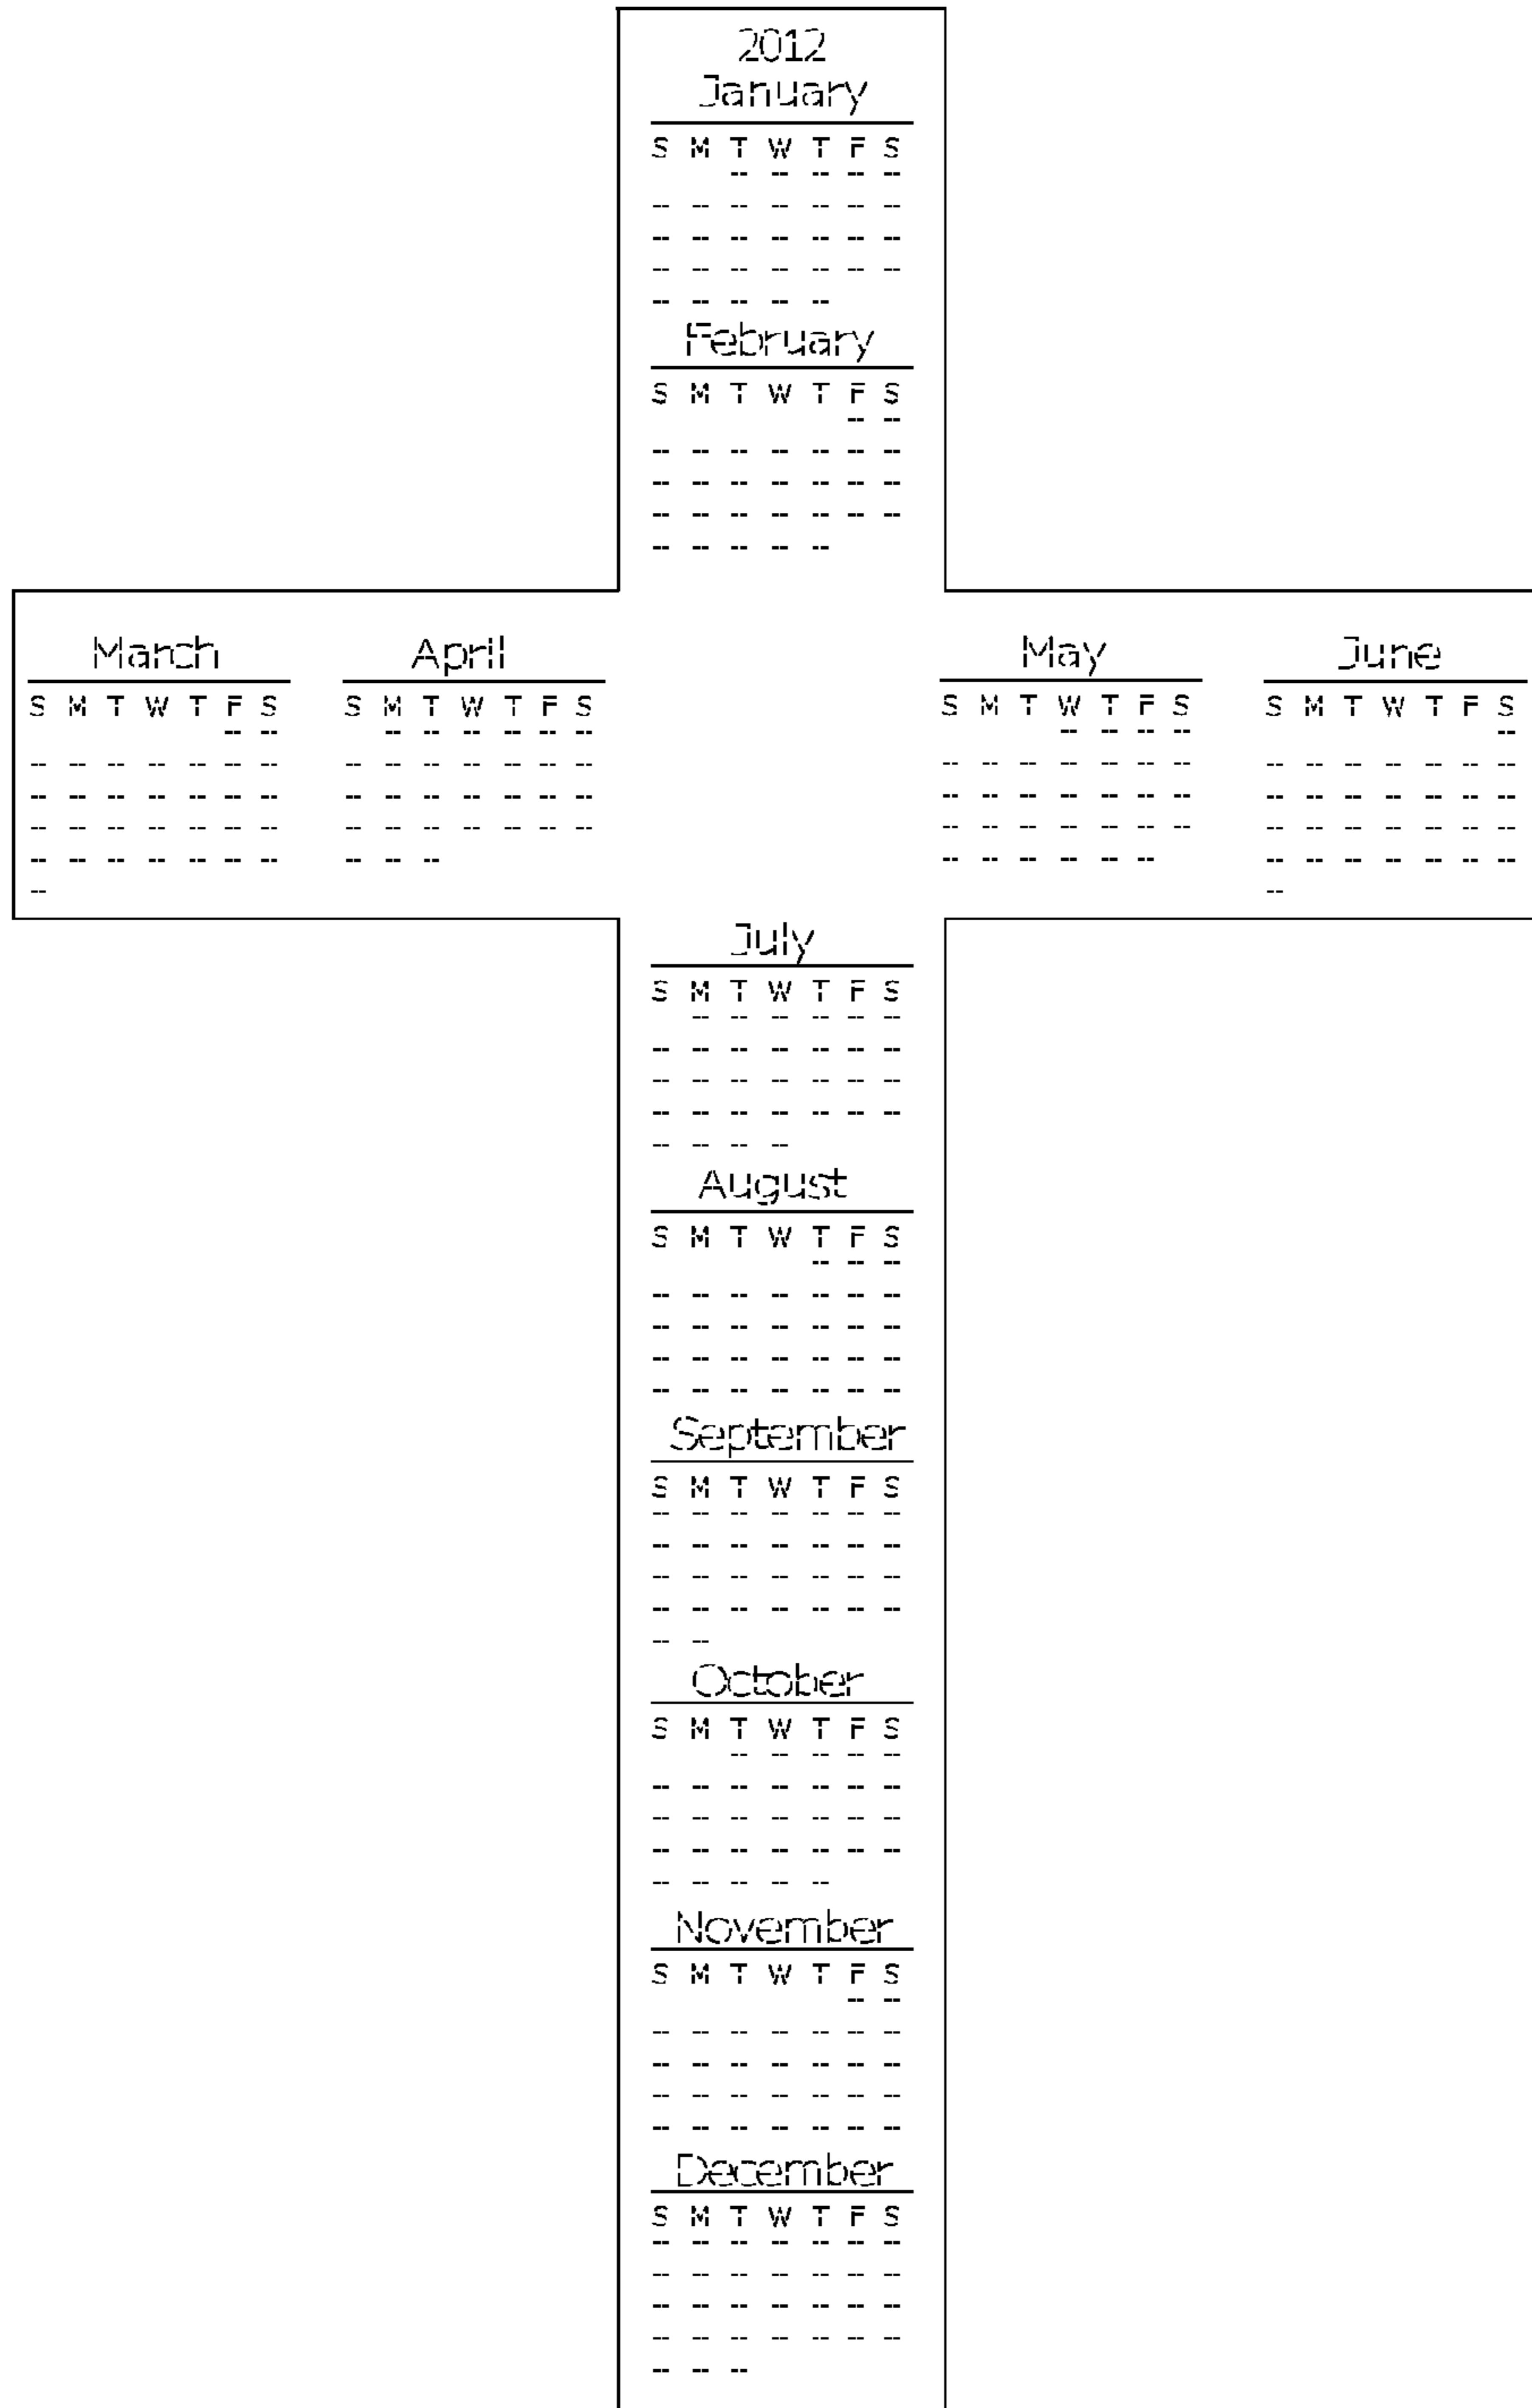 2012
January
S M T W T F S
-- -- -- -- --
-- -- -- -- -- -- --
-- -- -- -- -- -- --
-- -- -- -- -- -- --
-- -- -- -- --
February
S M T W T F S
-- --
-- -- -- -- -- -- --
-- -- -- -- -- -- --
-- -- -- -- -- -- --
-- -- -- -- --
March
S M T W T F S
-- --
-- -- -- -- -- -- --
-- -- -- -- -- -- --
-- -- -- -- -- -- --
-- -- -- -- -- -- --
--
April
S M T W T F S
-- -- -- -- -- --
-- -- -- -- -- -- --
-- -- -- -- -- -- --
-- -- -- -- -- -- --
-- -- --
May
S M T W T F S
-- -- -- --
-- -- -- -- -- -- --
-- -- -- -- -- -- --
-- -- -- -- -- -- --
-- -- -- -- -- --
June
S M T W T F S
--
-- -- -- -- -- -- --
-- -- -- -- -- -- --
-- -- -- -- -- -- --
-- -- -- -- -- -- --
--
July
S M T W T F S
-- -- -- -- -- --
-- -- -- -- -- -- --
-- -- -- -- -- -- --
-- -- -- -- -- -- --
-- -- -- --
August
S M T W T F S
-- -- --
-- -- -- -- -- -- --
-- -- -- -- -- -- --
-- -- -- -- -- -- --
-- -- -- -- -- -- --
September
S M T W T F S
-- -- -- -- -- -- --
-- -- -- -- -- -- --
-- -- -- -- -- -- --
-- -- -- -- -- -- --
-- --
October
S M T W T F S
-- -- -- -- --
-- -- -- -- -- -- --
-- -- -- -- -- -- --
-- -- -- -- -- -- --
-- -- -- -- --
November
S M T W T F S
-- --
-- -- -- -- -- -- --
-- -- -- -- -- -- --
-- -- -- -- -- -- --
-- -- -- -- -- -- --
December
S M T W T F S
-- -- -- -- -- -- --
-- -- -- -- -- -- --
-- -- -- -- -- -- --
-- -- -- -- -- -- --
-- -- --